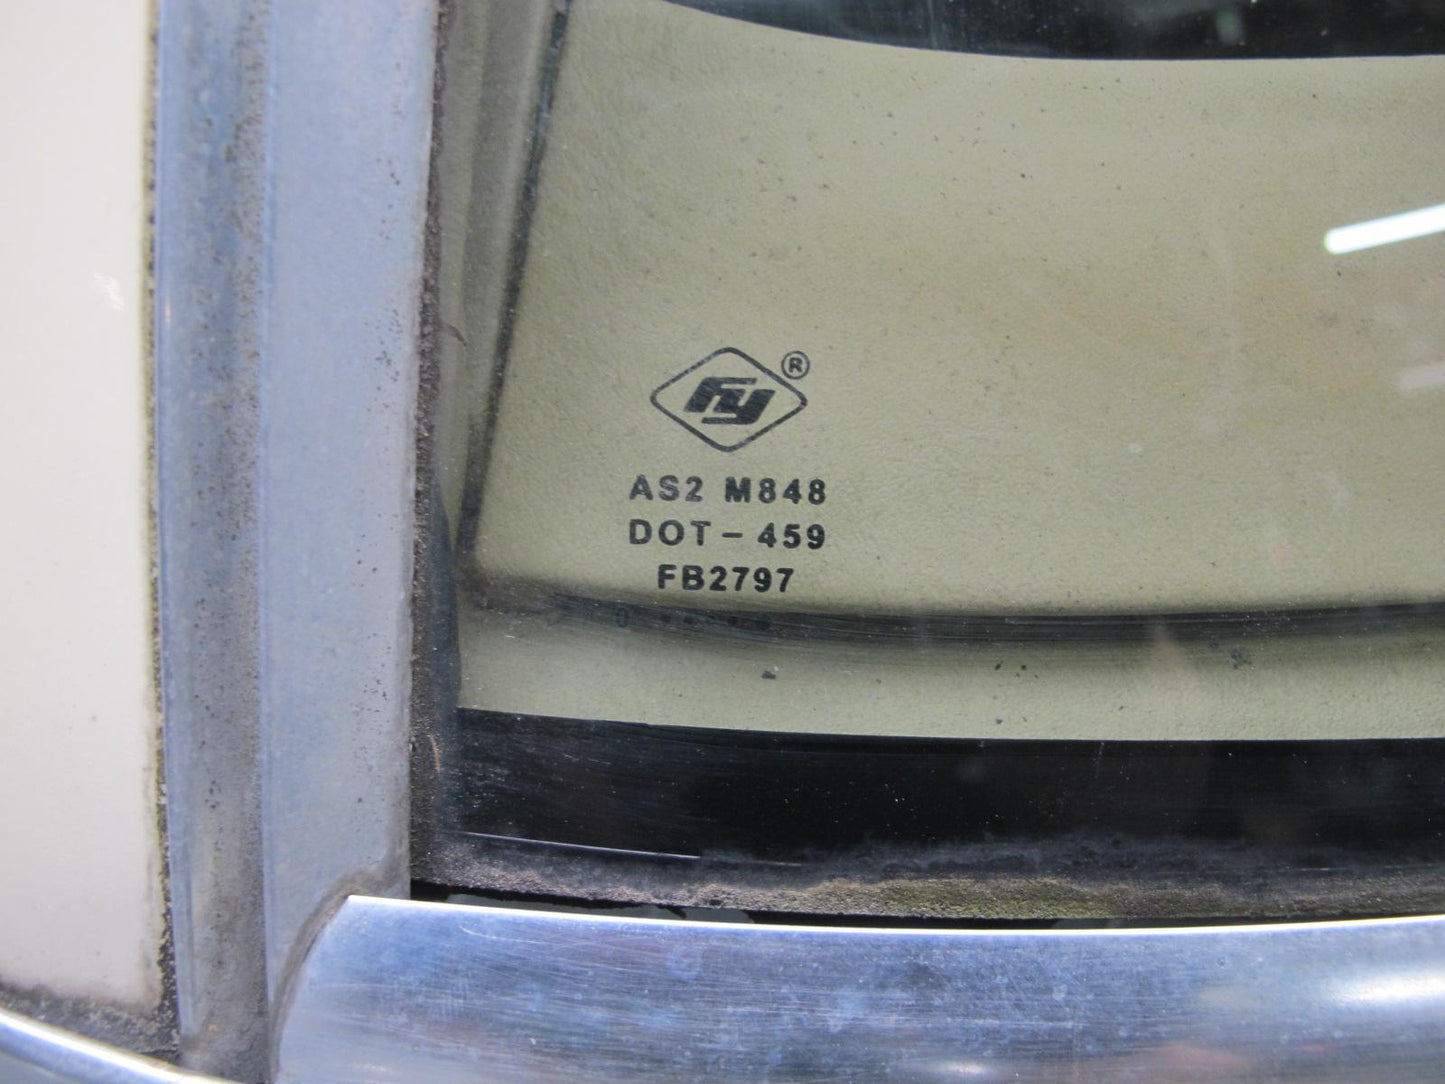 fy ®
AS2 M848
DOT-459
FB2797